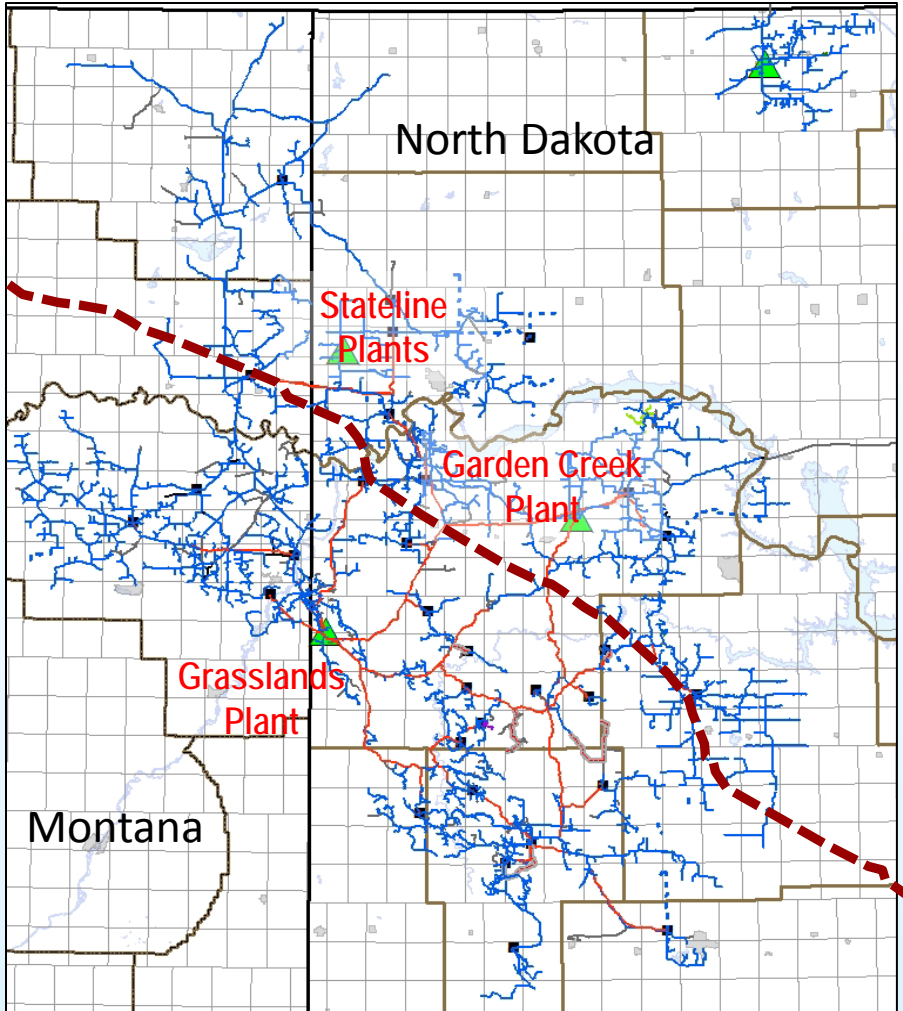 North Dakota
Stateline
Plants
Garden Creek
Plant
Grasslands
Plant
Montana